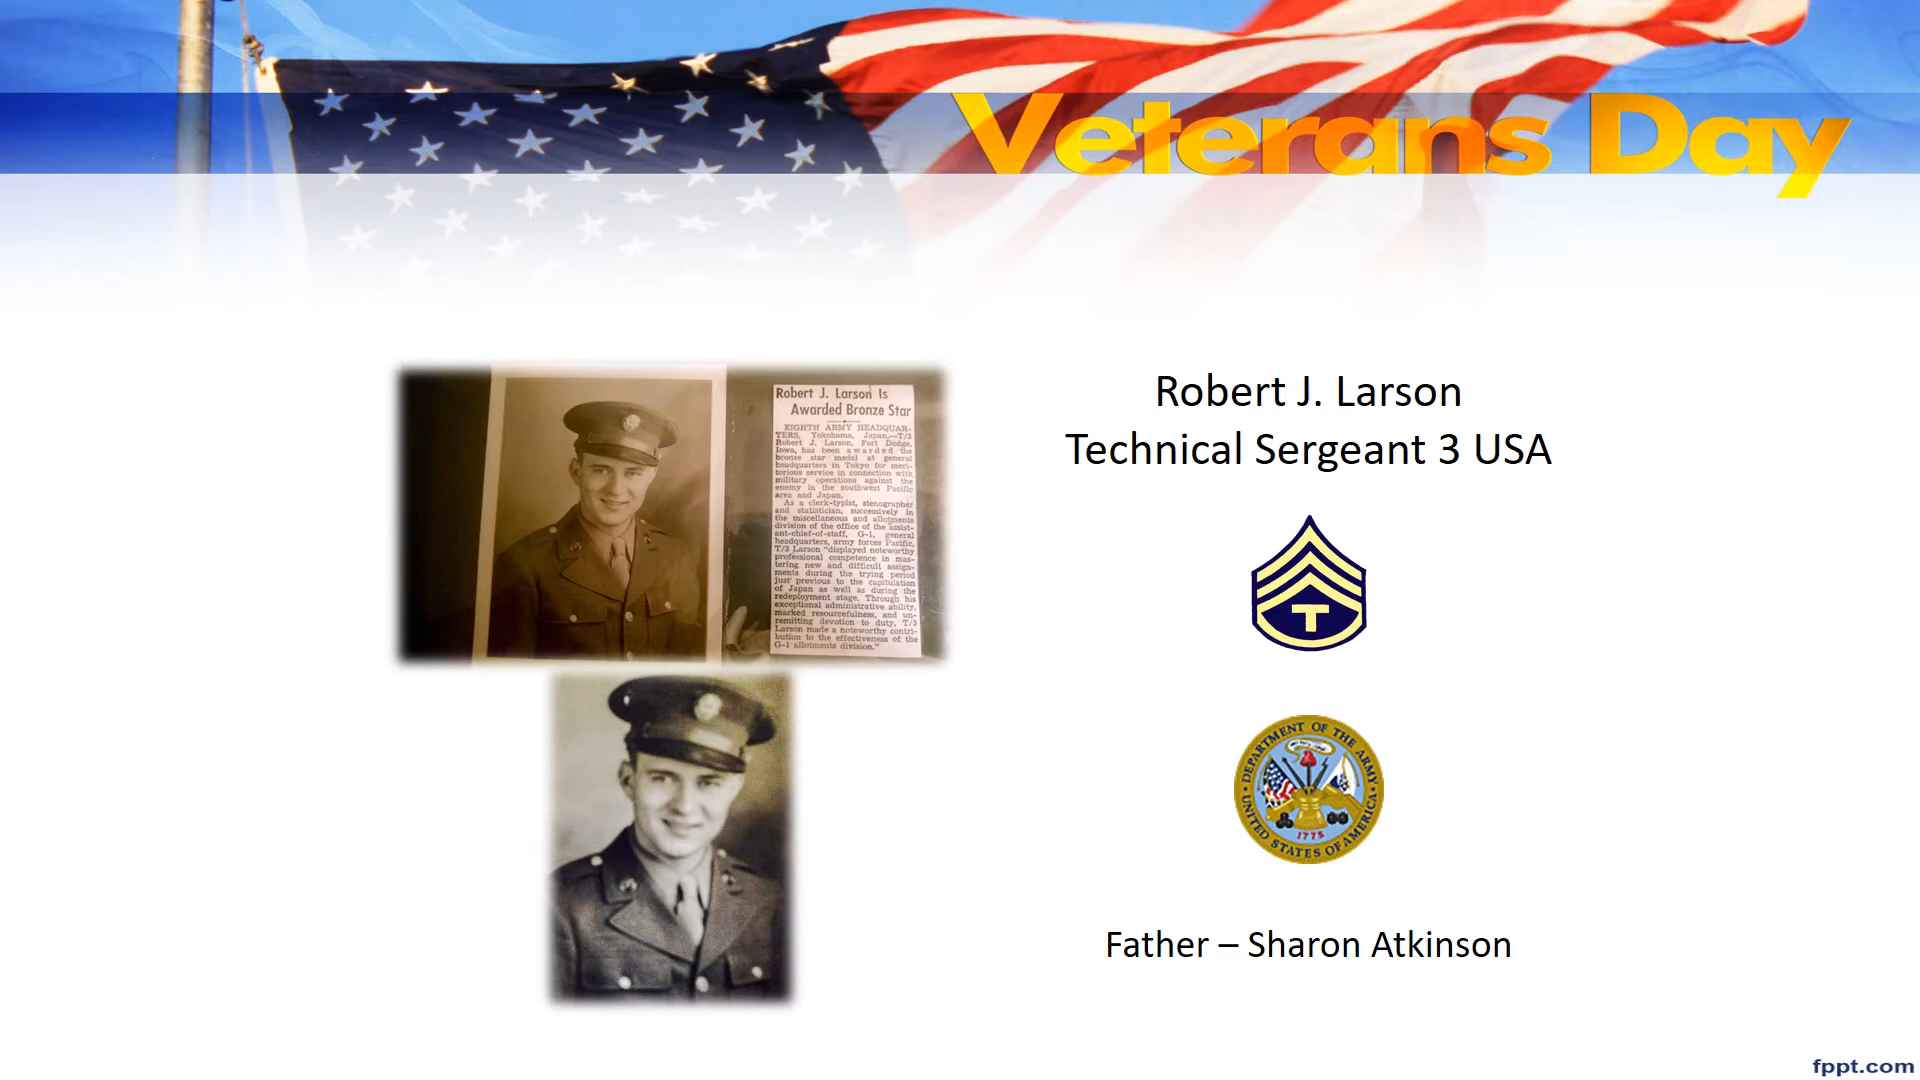 Veterans Day
Robert J. Larson Is
Awarded Bronze Star
EIGHTH ARMY HEADQUAR-
TERS, Yokohama, Japan.—T/3
Robert J. Larson, Fort Dodge,
Iowa, has been awarded the
bronze star medal at general
headquarters in Tokyo for meri-
torious service in connection with
military operations against the
enemy in the southwest Pacific
area and Japan.
As a clerk-typist, stenographer
and statistician, successively in
the miscellaneous and allotments
division of the office of the assist-
ant-chief-of-staff, G-1, general
headquarters, army forces Pacific,
T/3 Larson "displayed noteworthy
professional competence in mas-
tering new and difficult assign-
ments during the trying period
just previous to the capitulation
of Japan as well as during the
redeployment stage. Through his
exceptional administrative ability,
marked resourcefulness, and un-
remitting devotion to duty, T/3
Larson made a noteworthy contri-
bution to the effectiveness of the
G-1 allotments division."
Robert J. Larson
Technical Sergeant 3 USA
T
DEPARTMENT OF THE ARMY
1775
UNITED STATES OF AMERICA
Father – Sharon Atkinson
fppt.com